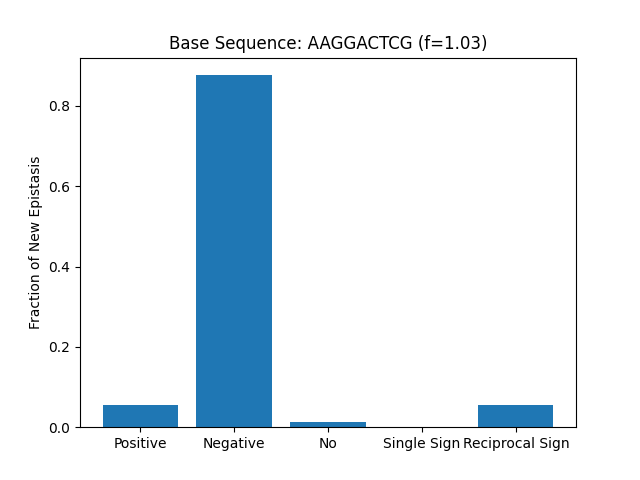 Base Sequence: AAGGACTCG (f=1.03)
Fraction of New Epistasis
0.8
0.6
0.4
0.2
0.0
Positive Negative No Single Sign Reciprocal Sign